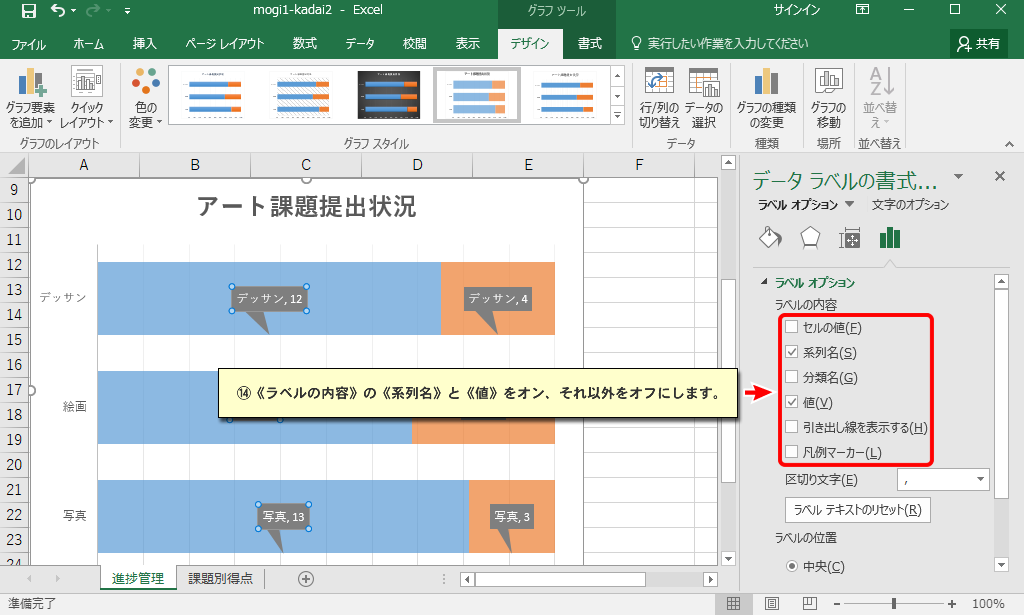 mogi1-kadai2 - Excel
グラフ ツール
サインイン
ファイル
ホーム
挿入
ページ レイアウト
数式
データ
校閲
表示
デザイン
書式
実行したい作業を入力してください
共有
グラフ要素
を追加
クイック
レイアウト
色の
変更
行/列の
切り替え
データの
選択
グラフの種類
の変更
グラフの
移動
並べ替
え
グラフのレイアウト
グラフ スタイル
データ
種類
場所
並べ替え
A B C D E F
9
10
11
12
13
14
15
16
17
18
19
20
21
22
23
24
アート課題提出状況
デッサン
デッサン, 12
デッサン, 4
絵画
写真
写真, 13
写真, 3
⑭《ラベルの内容》の《系列名》と《値》をオン、それ以外をオフにします。
データ ラベルの書式...
ラベル オプション
文字のオプション
ラベル オプション
ラベルの内容
セルの値(F)
系列名(S)
分類名(G)
値(V)
引き出し線を表示する(H)
凡例マーカー(L)
区切り文字(E)
,
ラベル テキストのリセット(R)
ラベルの位置
中央(C)
進捗管理
課題別得点
準備完了
100%